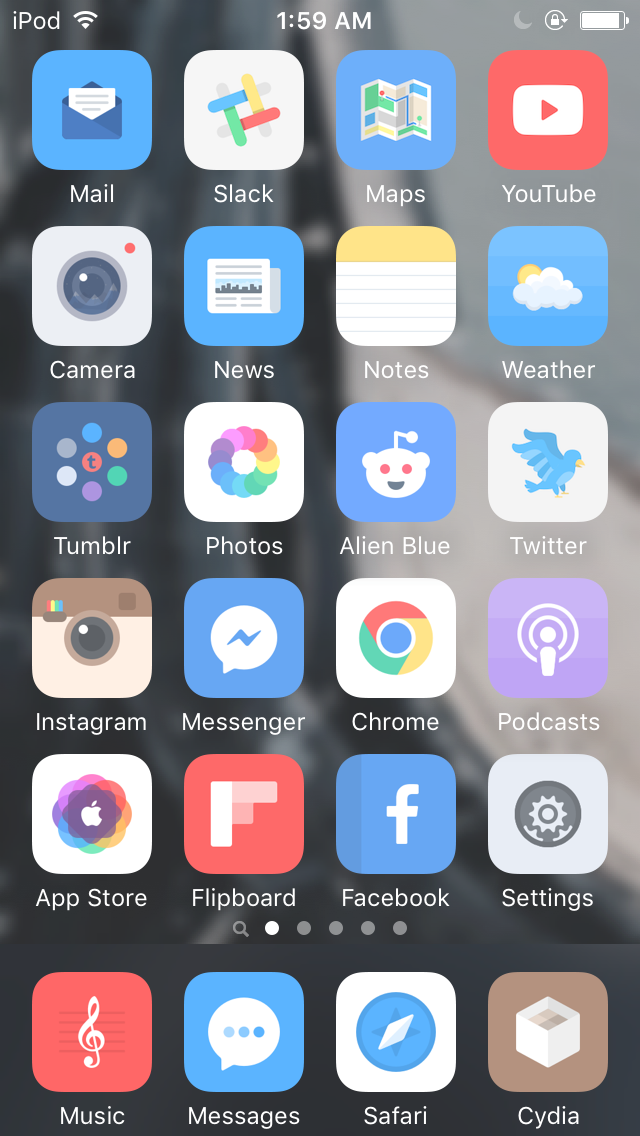 iPod 1:59 AM
Mail Slack Maps YouTube
Camera News Notes Weather
t
Tumblr Photos Alien Blue Twitter
Instagram Messenger Chrome Podcasts
App Store Flipboard Facebook Settings
Music Messages Safari Cydia